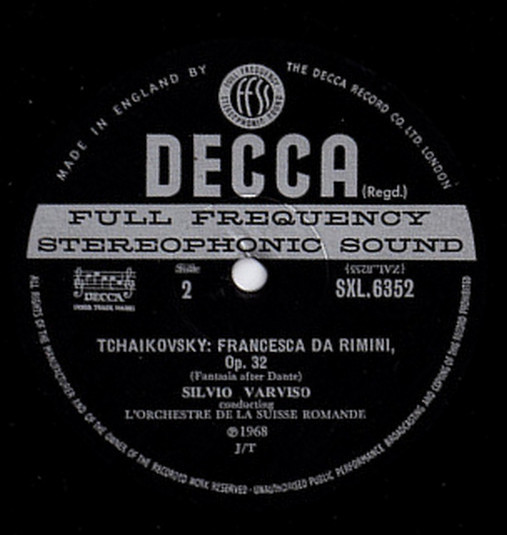 MADE IN ENGLAND BY
THE DECCA RECORD CO. LTD. LONDON
FULL FREQUENCY
FFSS
STEREOPHONIC SOUND
DECCA
(Regd.)
FULL FREQUENCY
STEREOPHONIC SOUND
DECCA
Side
2
SXL.6352
TCHAIKOVSKY: FRANCESCA DA RIMINI,
Op. 32
(Fantasia after Dante)
SILVIO VARVISO
conducting
L'ORCHESTRE DE LA SUISSE ROMANDE
℗1968
J/T
ALL RIGHTS OF THE MANUFACTURER AND OF THE OWNER OF THE RECORDED WORK RESERVED · UNAUTHORISED PUBLIC PERFORMANCE BROADCASTING AND COPYING OF THIS RECORD PROHIBITED